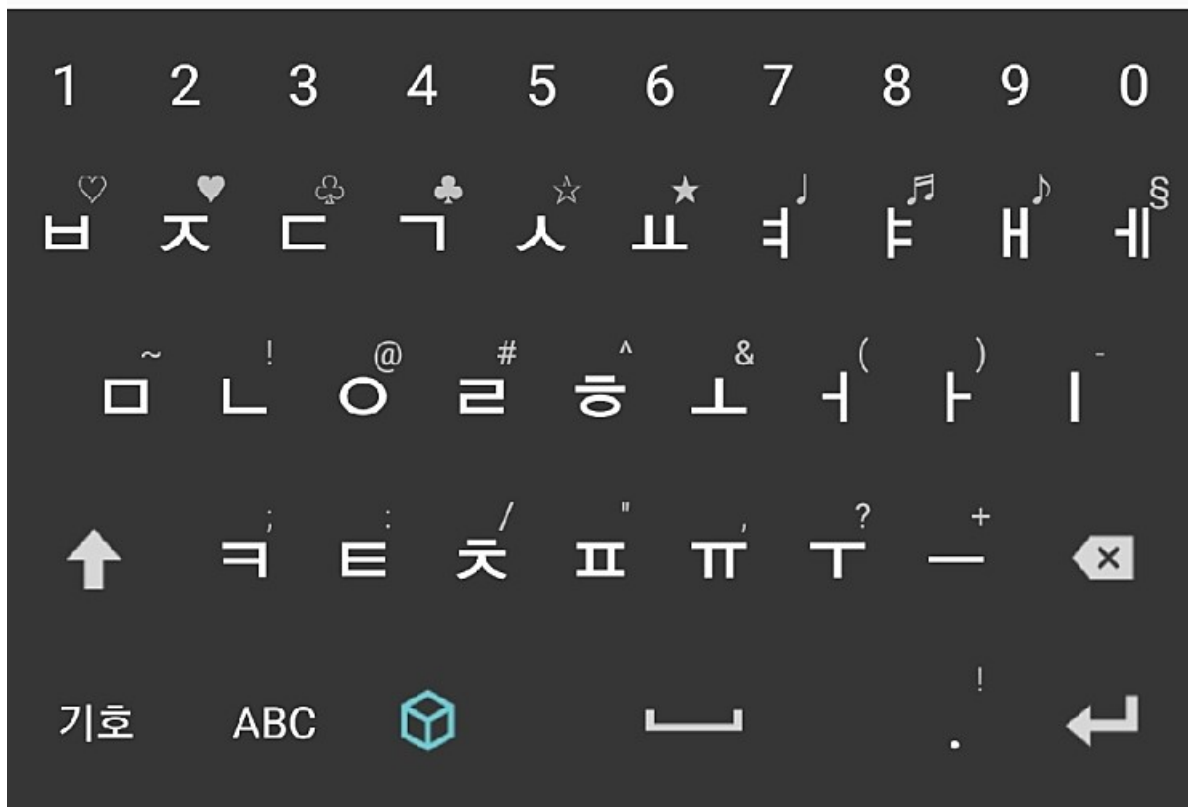 1 2 3 4 5 6 7 8 9 0
♡ ♥ ♧ ♣ ☆ ★ ♩ ♬ ♪ §
ㅂ ㅈ ㄷ ㄱ ㅅ ㅛ ㅕ ㅑ ㅐ ㅔ
~ ! @ # ^ & ( ) -
ㅁ ㄴ ㅇ ㄹ ㅎ ㅗ ㅓ ㅏ ㅣ
; : / " , ? +
ㅋ ㅌ ㅊ ㅍ ㅠ ㅜ ㅡ
!
기호 ABC .